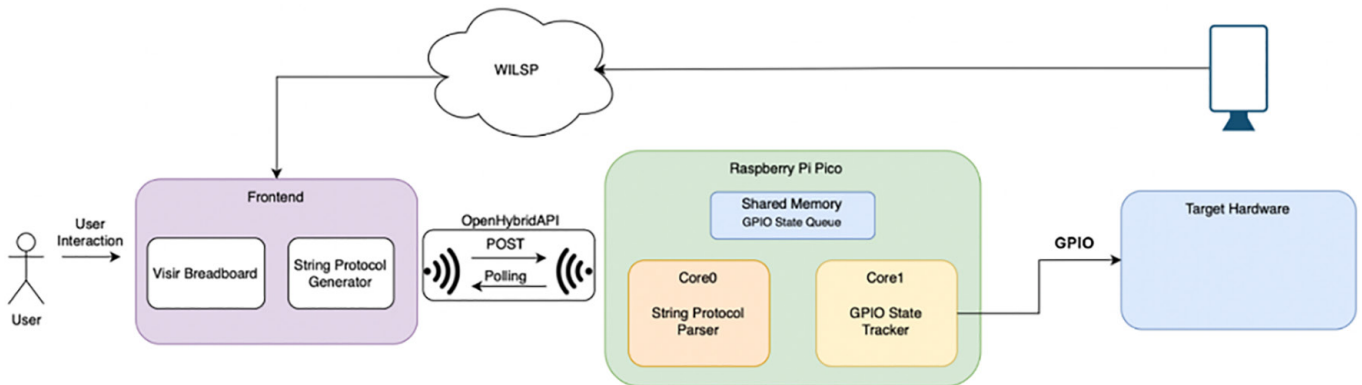 WILSP
Raspberry Pi Pico
Frontend
Shared Memory
GPIO State Queue
Target Hardware
User
Interaction
OpenHybridAPI
POST
Polling
GPIO
Visir Breadboard
String Protocol
Generator
Core0
String Protocol
Parser
Core1
GPIO State
Tracker
User